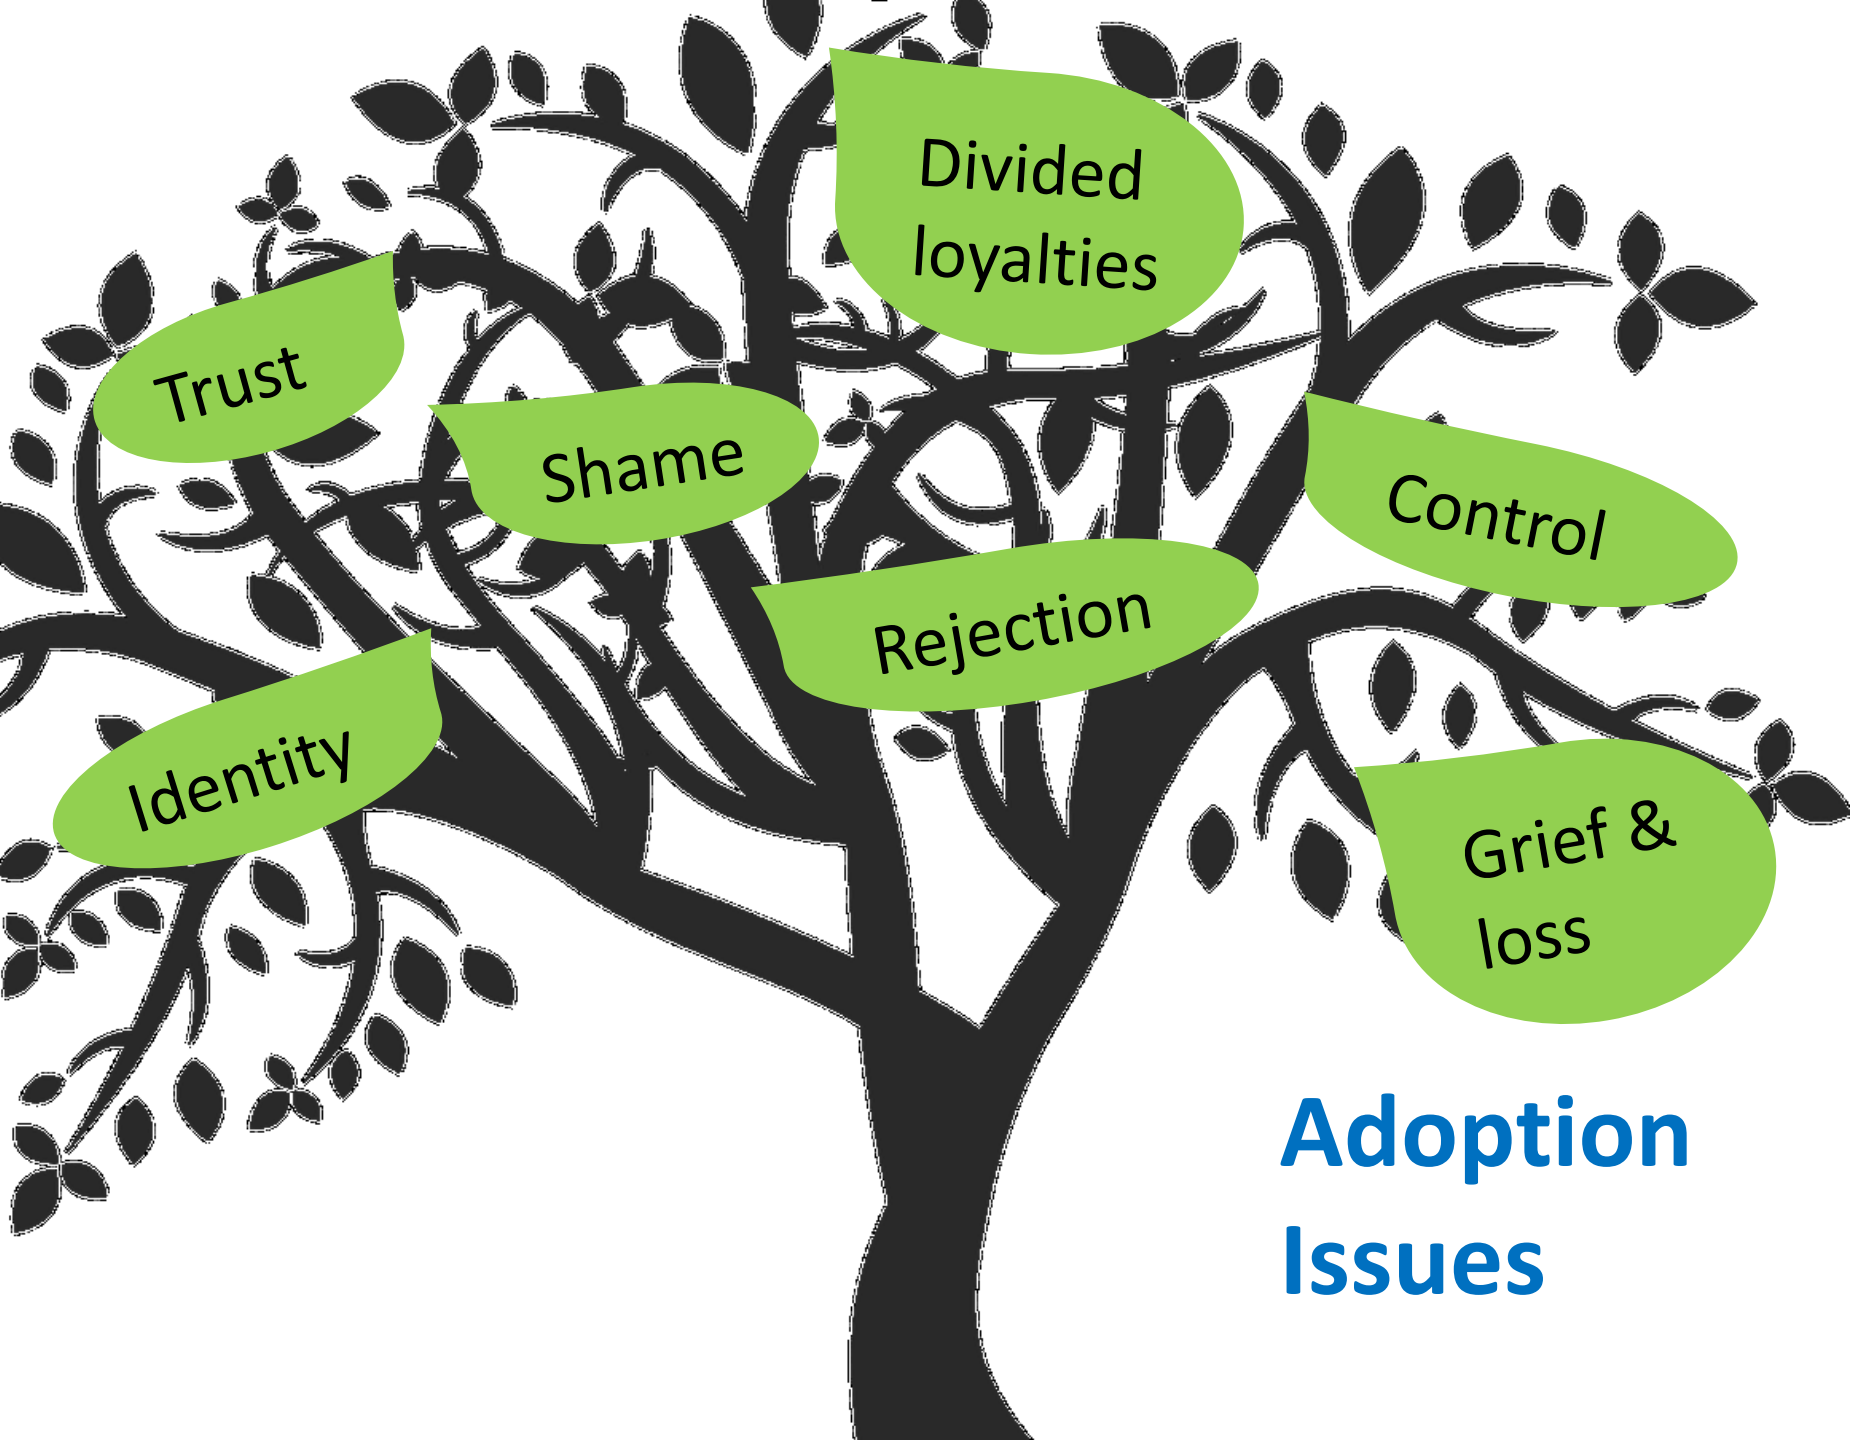 Divided
loyalties
Trust
Shame
Control
Rejection
Identity
Grief &
loss
Adoption
Issues